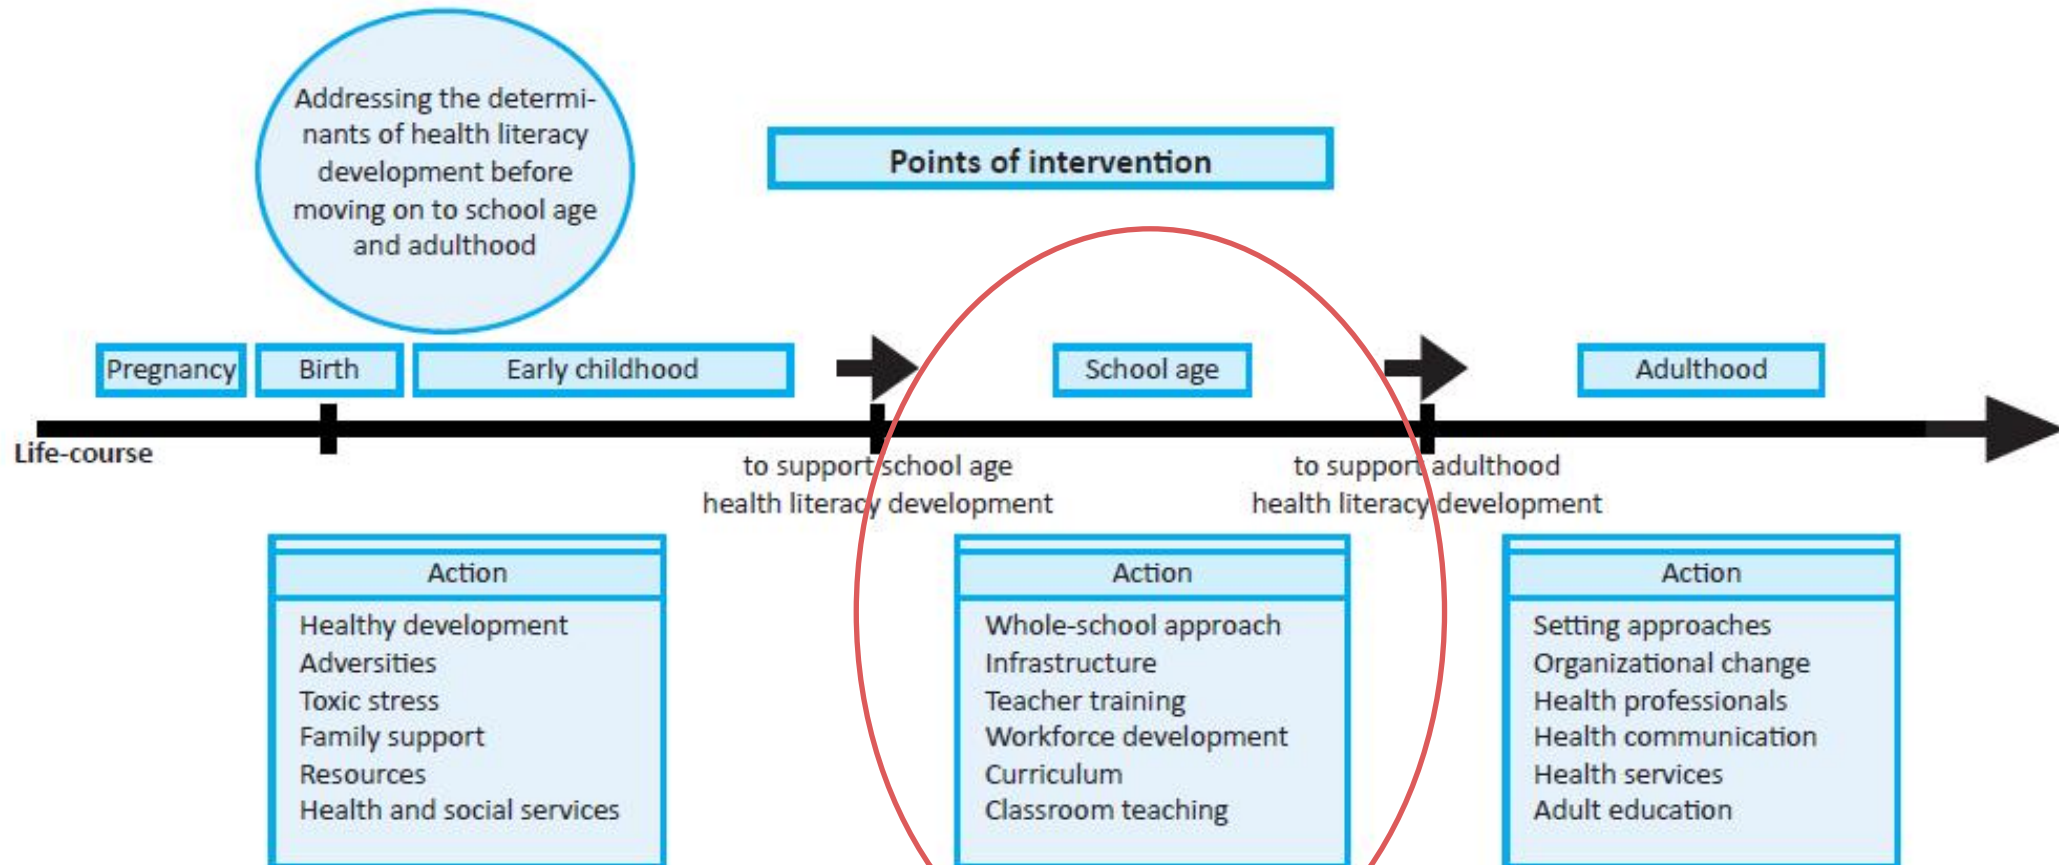 Addressing the determi-
nants of health literacy
development before
moving on to school age
and adulthood
Points of intervention
Pregnancy
Birth
Early childhood
School age
Adulthood
Life-course
to support school age
health literacy development
to support adulthood
health literacy development
Action
Healthy development
Adversities
Toxic stress
Family support
Resources
Health and social services
Action
Whole-school approach
Infrastructure
Teacher training
Workforce development
Curriculum
Classroom teaching
Action
Setting approaches
Organizational change
Health professionals
Health communication
Health services
Adult education